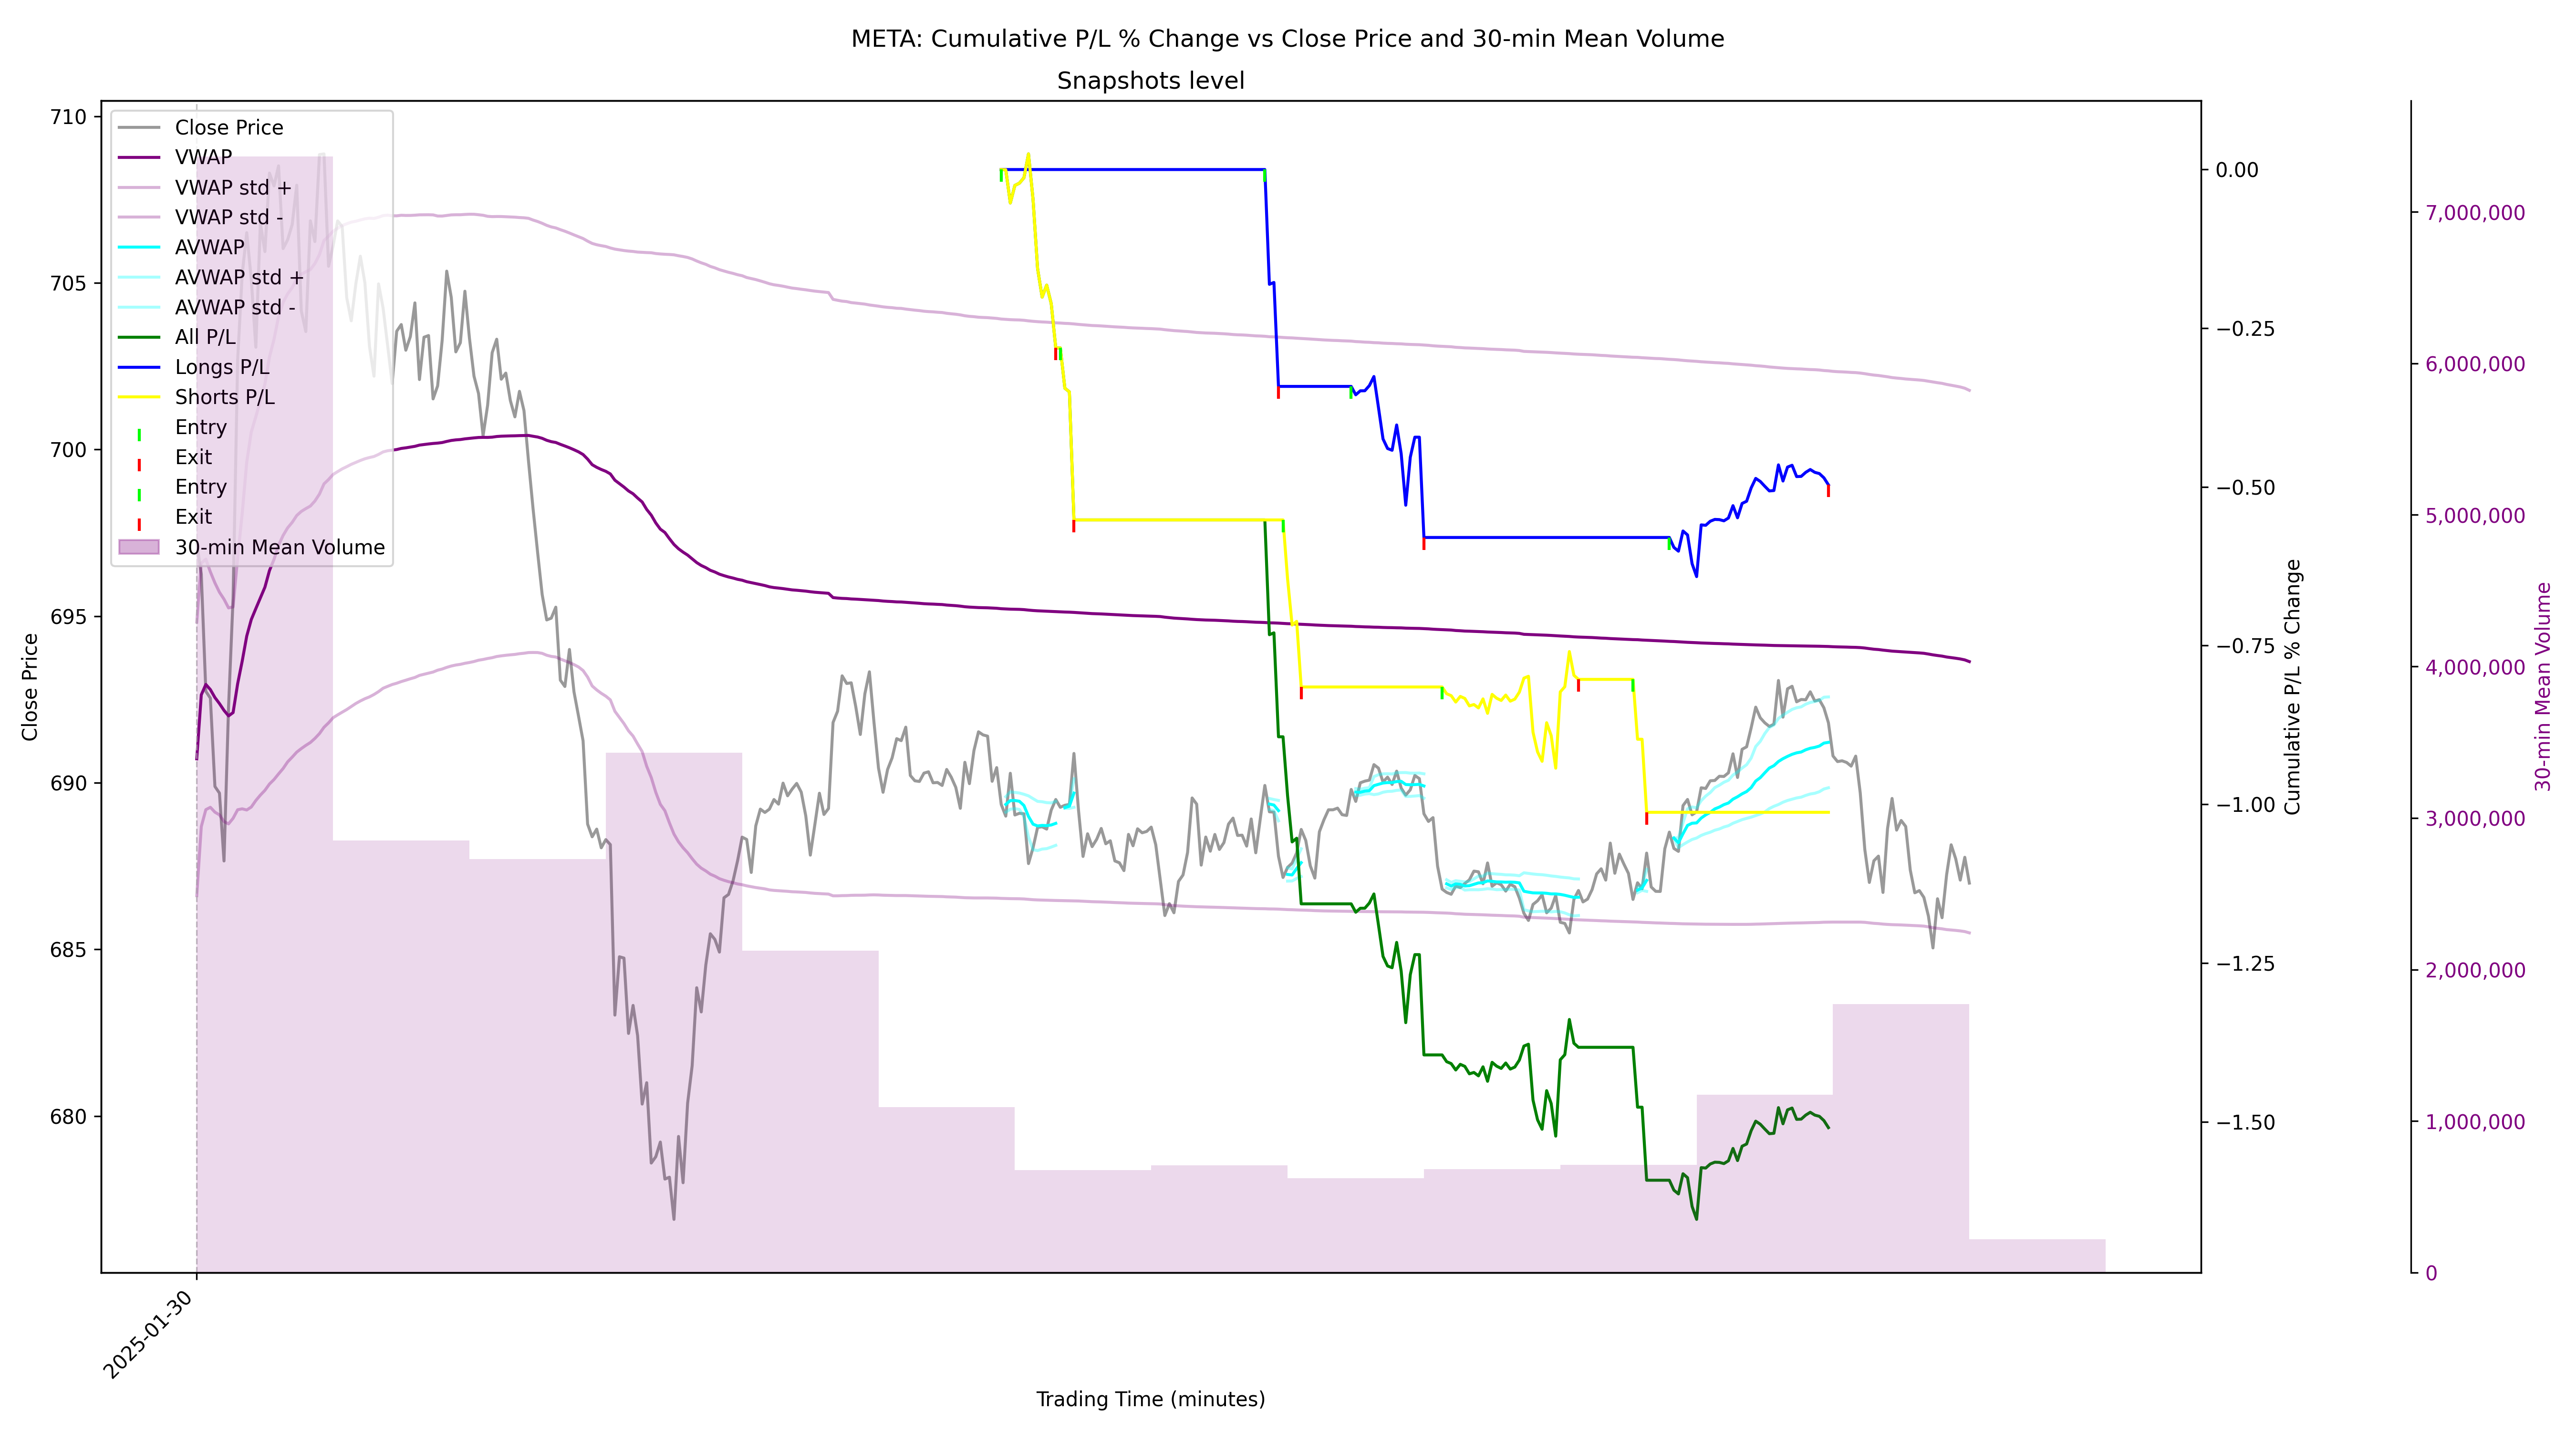 META: Cumulative P/L % Change vs Close Price and 30-min Mean Volume
Snapshots level
Close Price
VWAP
VWAP std +
VWAP std -
AVWAP
AVWAP std +
AVWAP std -
All P/L
Longs P/L
Shorts P/L
Entry
Exit
Entry
Exit
30-min Mean Volume
710
705
700
695
690
685
680
Close Price
0.00
−0.25
−0.50
−0.75
−1.00
−1.25
−1.50
Cumulative P/L % Change
7,000,000
6,000,000
5,000,000
4,000,000
3,000,000
2,000,000
1,000,000
0
30-min Mean Volume
2025-01-30
Trading Time (minutes)